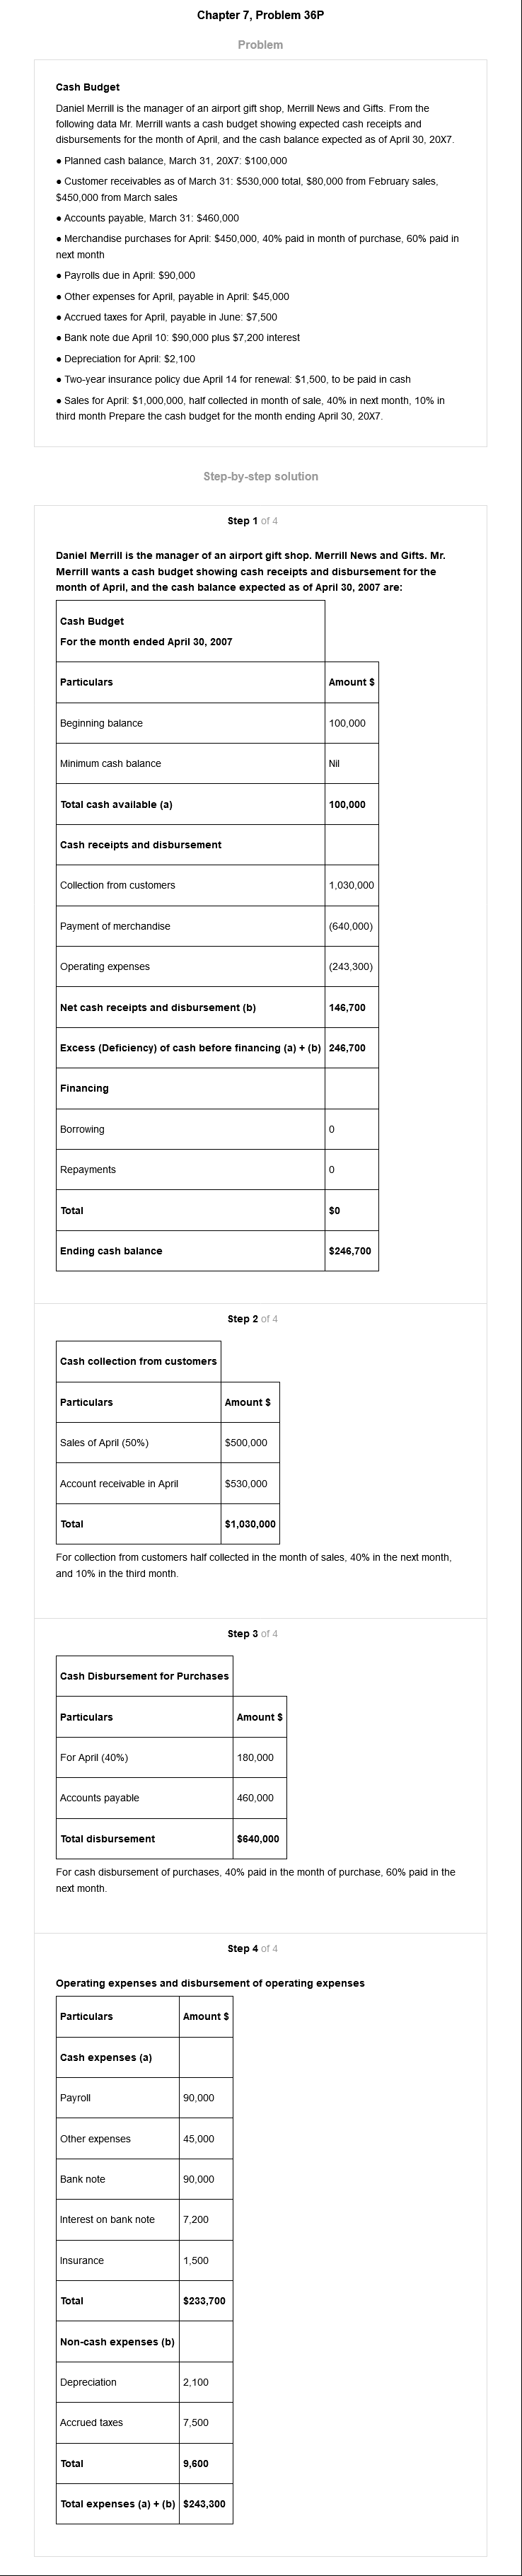 Chapter 7, Problem 36P
Problem
Cash Budget
Daniel Merrill is the manager of an airport gift shop, Merrill News and Gifts. From the
following data Mr. Merrill wants a cash budget showing expected cash receipts and
disbursements for the month of April, and the cash balance expected as of April 30, 20X7.
● Planned cash balance, March 31, 20X7: $100,000
● Customer receivables as of March 31: $530,000 total, $80,000 from February sales,
$450,000 from March sales
● Accounts payable, March 31: $460,000
● Merchandise purchases for April: $450,000, 40% paid in month of purchase, 60% paid in
next month
● Payrolls due in April: $90,000
● Other expenses for April, payable in April: $45,000
● Accrued taxes for April, payable in June: $7,500
● Bank note due April 10: $90,000 plus $7,200 interest
● Depreciation for April: $2,100
● Two-year insurance policy due April 14 for renewal: $1,500, to be paid in cash
● Sales for April: $1,000,000, half collected in month of sale, 40% in next month, 10% in
third month Prepare the cash budget for the month ending April 30, 20X7.
Step-by-step solution
Step 1 of 4
Daniel Merrill is the manager of an airport gift shop. Merrill News and Gifts. Mr.
Merrill wants a cash budget showing cash receipts and disbursement for the
month of April, and the cash balance expected as of April 30, 2007 are:
Cash Budget
For the month ended April 30, 2007
Particulars Amount $
Beginning balance 100,000
Minimum cash balance Nil
Total cash available (a) 100,000
Cash receipts and disbursement
Collection from customers 1,030,000
Payment of merchandise (640,000)
Operating expenses (243,300)
Net cash receipts and disbursement (b) 146,700
Excess (Deficiency) of cash before financing (a) + (b) 246,700
Financing
Borrowing 0
Repayments 0
Total $0
Ending cash balance $246,700
Step 2 of 4
Cash collection from customers
Particulars Amount $
Sales of April (50%) $500,000
Account receivable in April $530,000
Total $1,030,000
For collection from customers half collected in the month of sales, 40% in the next month,
and 10% in the third month.
Step 3 of 4
Cash Disbursement for Purchases
Particulars Amount $
For April (40%) 180,000
Accounts payable 460,000
Total disbursement $640,000
For cash disbursement of purchases, 40% paid in the month of purchase, 60% paid in the
next month.
Step 4 of 4
Operating expenses and disbursement of operating expenses
Particulars Amount $
Cash expenses (a)
Payroll 90,000
Other expenses 45,000
Bank note 90,000
Interest on bank note 7,200
Insurance 1,500
Total $233,700
Non-cash expenses (b)
Depreciation 2,100
Accrued taxes 7,500
Total 9,600
Total expenses (a) + (b) $243,300